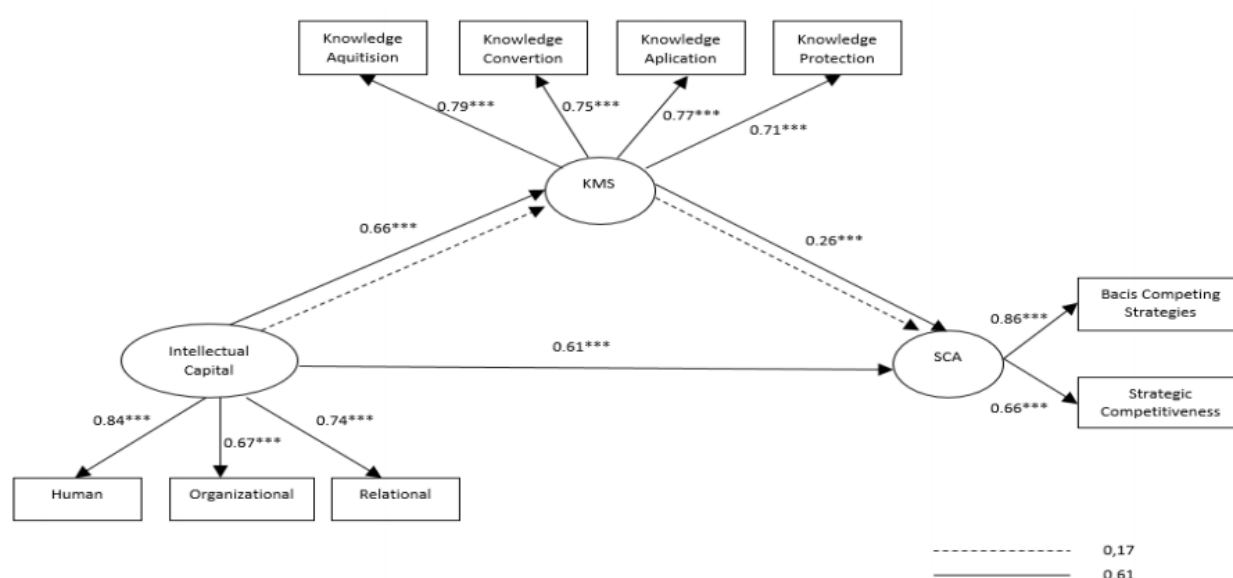 Knowledge
Aquitision
Knowledge
Convertion
Knowledge
Aplication
Knowledge
Protection
0.79***
0.75***
0.77***
0.71***
KMS
0.66***
0.26***
Bacis Competing
Strategies
0.86***
Intellectual
Capital
0.61***
SCA
0.66***
Strategic
Competitiveness
0.84***
0.67***
0.74***
Human
Organizational
Relational
0,17
0.61